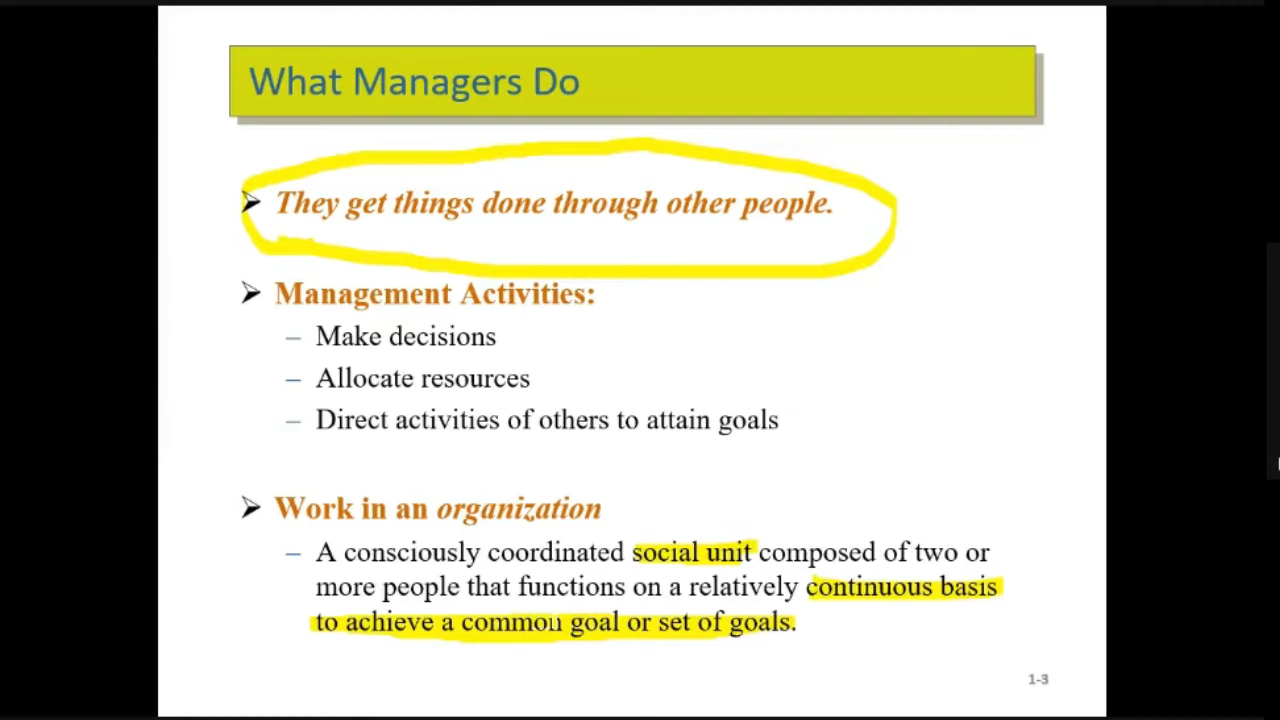 What Managers Do
➢ They get things done through other people.
➢ Management Activities:
– Make decisions
– Allocate resources
– Direct activities of others to attain goals
➢ Work in an organization
– A consciously coordinated social unit composed of two or
more people that functions on a relatively continuous basis
to achieve a common goal or set of goals.
1-3